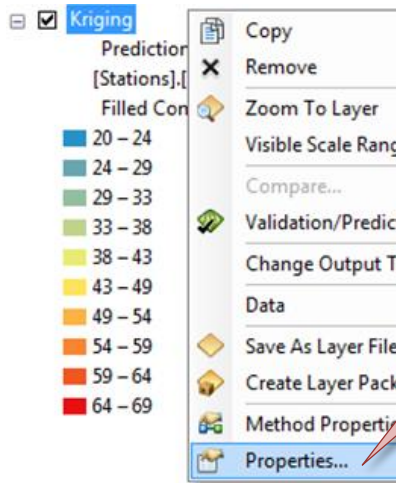 Kriging
Prediction
[Stations].[
Filled Con
20 – 24
24 – 29
29 – 33
33 – 38
38 – 43
43 – 49
49 – 54
54 – 59
59 – 64
64 – 69
Copy
Remove
Zoom To Layer
Visible Scale Rang
Compare...
Validation/Predic
Change Output T
Data
Save As Layer File
Create Layer Pack
Method Properti
Properties...